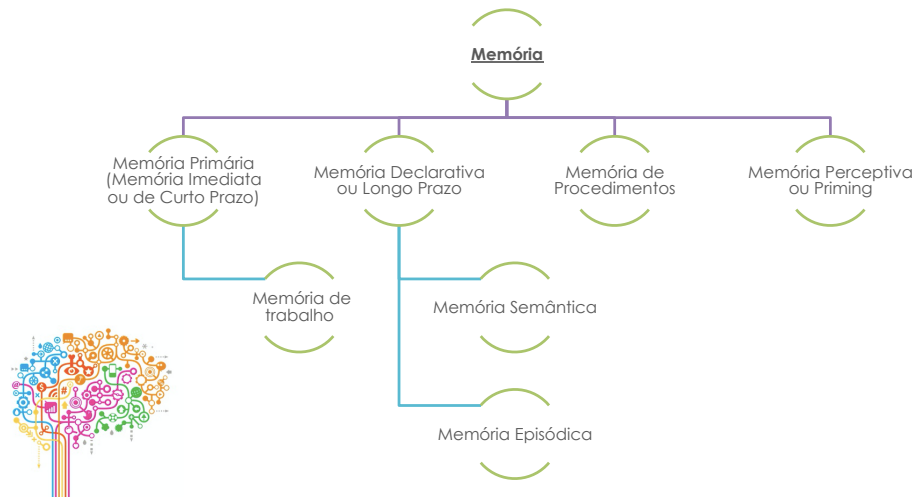 Memória
Memória Primária
(Memória Imediata
ou de Curto Prazo)
Memória Declarativa
ou Longo Prazo
Memória de
Procedimentos
Memória Perceptiva
ou Priming
Memória de
trabalho
Memória Semântica
Memória Episódica